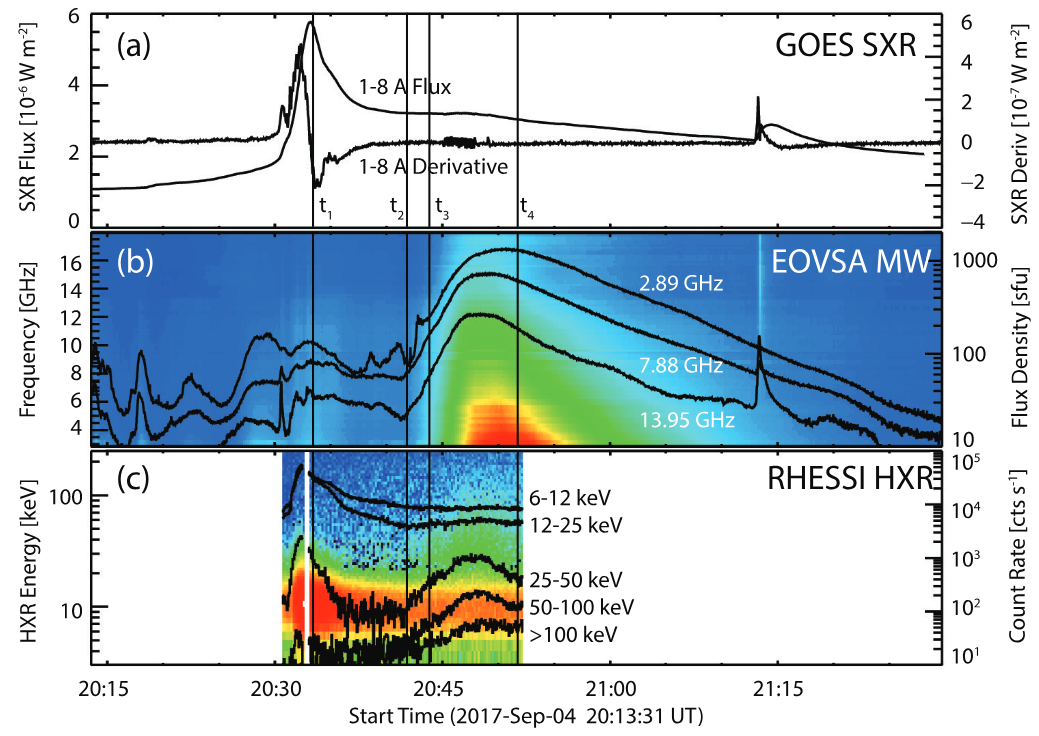 (a)
GOES SXR
SXR Flux [10⁻⁶ W m⁻²]
6
4
2
0
1-8 A Flux
1-8 A Derivative
t₁
t₂
t₃
t₄
6
4
2
0
−2
−4
SXR Deriv [10⁻⁷ W m⁻²]
(b)
EOVSA MW
Frequency [GHz]
16
14
12
10
8
6
4
2.89 GHz
7.88 GHz
13.95 GHz
1000
100
10
Flux Density [sfu]
(c)
RHESSI HXR
HXR Energy [keV]
100
10
6-12 keV
12-25 keV
25-50 keV
50-100 keV
>100 keV
10⁵
10⁴
10³
10²
10¹
Count Rate [cts s⁻¹]
20:15
20:30
20:45
21:00
21:15
Start Time (2017-Sep-04 20:13:31 UT)